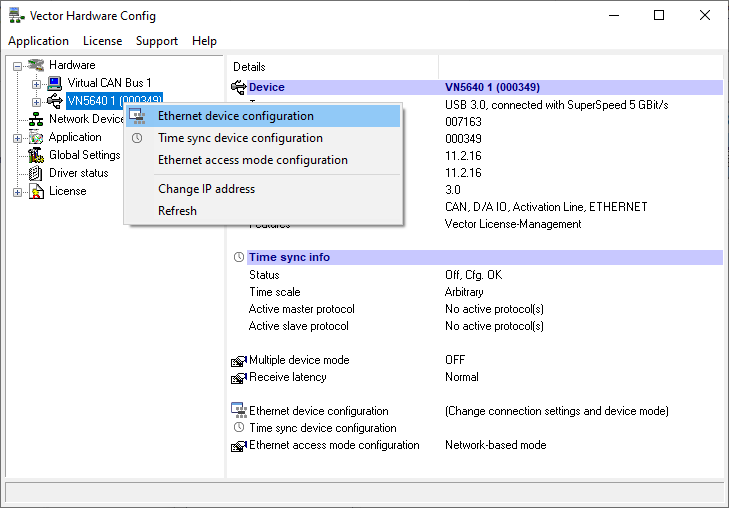 Vector Hardware Config
Application License Support Help
Hardware
Virtual CAN Bus 1
VN5640 1 (000349)
Network Device
Application
Global Settings
Driver status
License
Ethernet device configuration
Time sync device configuration
Ethernet access mode configuration
Change IP address
Refresh
Details
Device VN5640 1 (000349)
USB 3.0, connected with SuperSpeed 5 GBit/s
007163
000349
11.2.16
11.2.16
3.0
CAN, D/A IO, Activation Line, ETHERNET
Features Vector License-Management
Time sync info
Status Off, Cfg. OK
Time scale Arbitrary
Active master protocol No active protocol(s)
Active slave protocol No active protocol(s)
Multiple device mode OFF
Receive latency Normal
Ethernet device configuration (Change connection settings and device mode)
Time sync device configuration
Ethernet access mode configuration Network-based mode